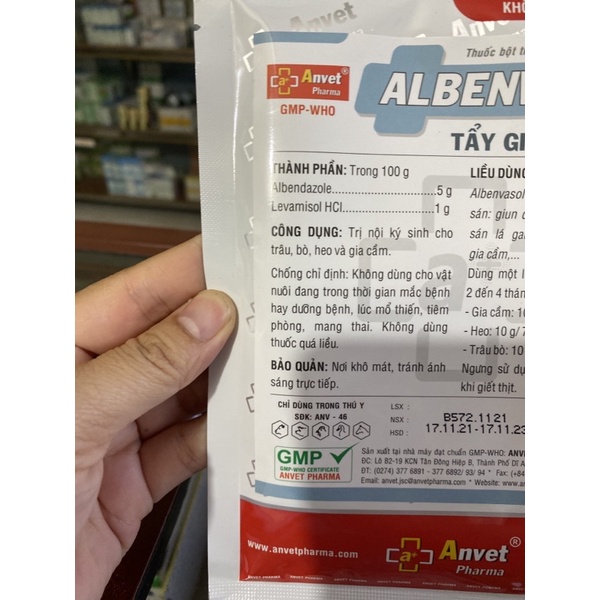 Anvet
KHÔ
Anvet®
Pharma
GMP-WHO
Thuốc bột
ALBEN
TẨY
THÀNH PHẦN: Trong 100 g
Albendazole..................5 g
Levamisol HCl..................1 g
CÔNG DỤNG: Trị nội ký sinh cho
trâu, bò, heo và gia cầm.
Chống chỉ định: Không dùng cho vật
nuôi đang trong thời gian mắc bệnh
hay dưỡng bệnh, lúc mổ thiến, tiêm
phòng, mang thai. Không dùng
thuốc quá liều.
BẢO QUẢN: Nơi khô mát, tránh ánh
sáng trực tiếp.
LIỀU DÙNG
Albenvasol
sán: giun
sán lá
gia cầm,...
Dùng một
2 đến 4 thán
- Gia cầm:
- Heo: 10 g/
- Trâu bò: 10
Ngưng sử dụ
khi giết thịt.
CHỈ DÙNG TRONG THÚ Y
SĐK: ANV - 46
LSX :
NSX :
HSD :
B572.1121
17.11.21-17.11.23
GMP
GMP-WHO CERTIFICATE
ANVET PHARMA
Sản xuất tại nhà máy đạt chuẩn GMP-WHO:
ĐC: Lô B2-19 KCN Tân Đông Hiệp B, Thành Phố Dĩ A
ĐT: (0274) 377 6891 - 377 6892/ 93/ 94 * Fax: (+84
Email: anvet.jsc@anvetpharma.com * Website: www.
www.anvetpharma.com
Anvet®
Pharma